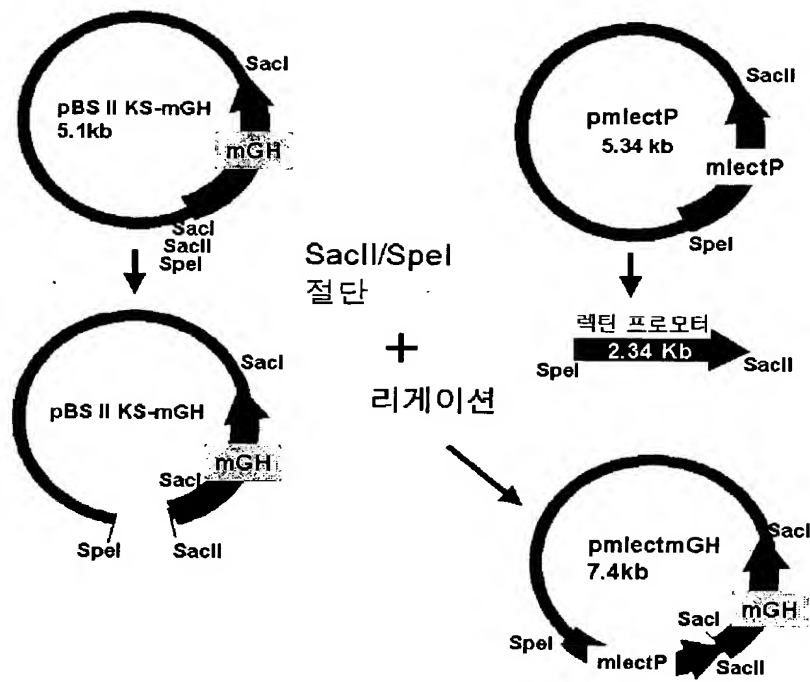 SacI
pBS II KS-mGH
5.1kb
mGH
SacI
SacII
SpeI
SacII
pmlectP
5.34 kb
mlectP
SpeI
SacII/SpeI
절단
+
리게이션
렉틴 프로모터
2.34 Kb
SpeI
SacII
SacI
pBS II KS-mGH
mGH
SacI
SpeI
SacII
SacI
pmlectmGH
7.4kb
mGH
SacI
SpeI
mlectP
SacII